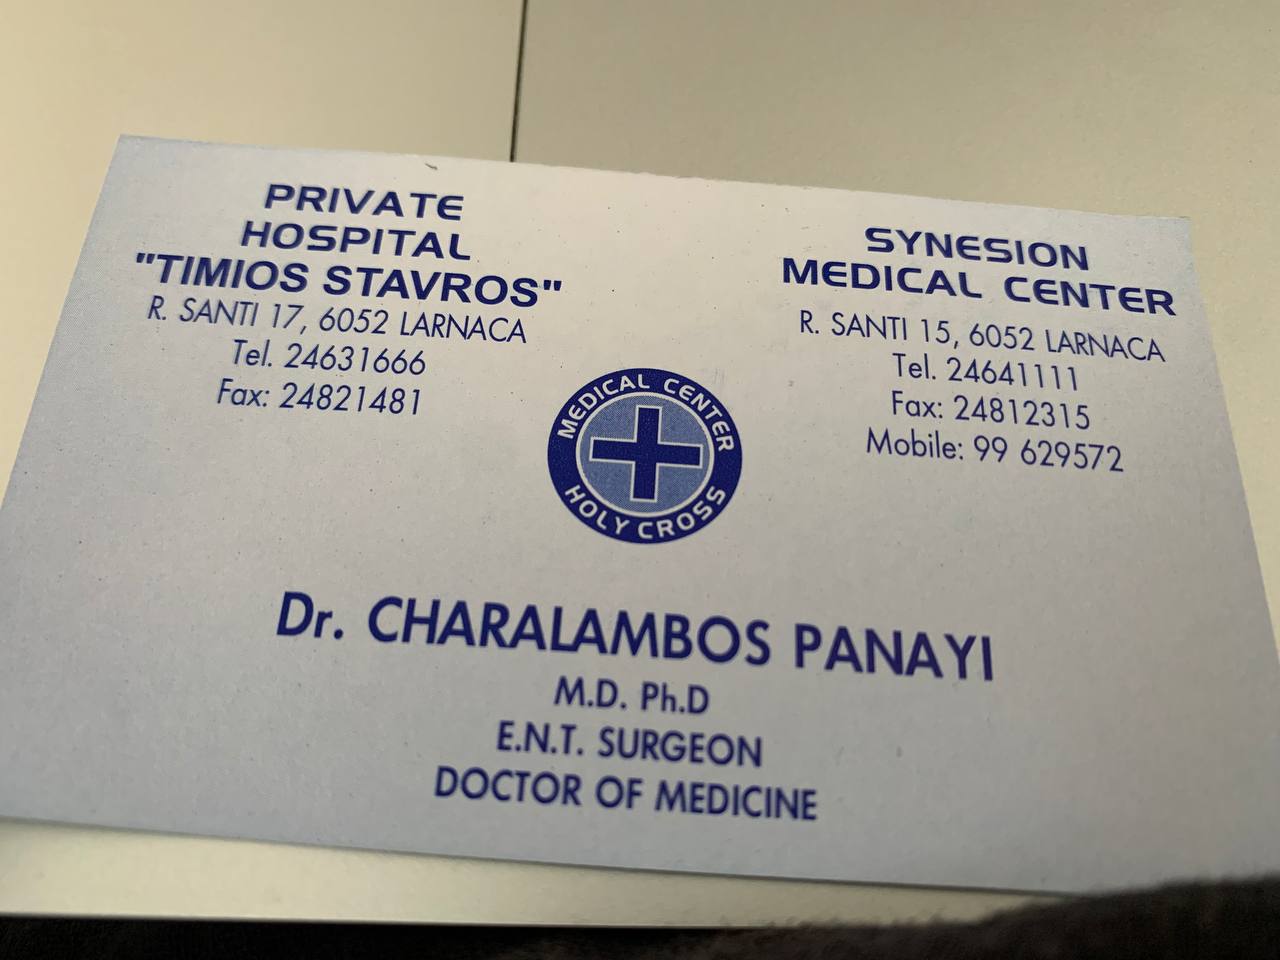 PRIVATE
HOSPITAL
"TIMIOS STAVROS"
R. SANTI 17, 6052 LARNACA
Tel. 24631666
Fax: 24821481
SYNESION
MEDICAL CENTER
R. SANTI 15, 6052 LARNACA
Tel. 24641111
Fax: 24812315
Mobile: 99 629572
MEDICAL CENTER
HOLY CROSS
Dr. CHARALAMBOS PANAYI
M.D. Ph.D
E.N.T. SURGEON
DOCTOR OF MEDICINE